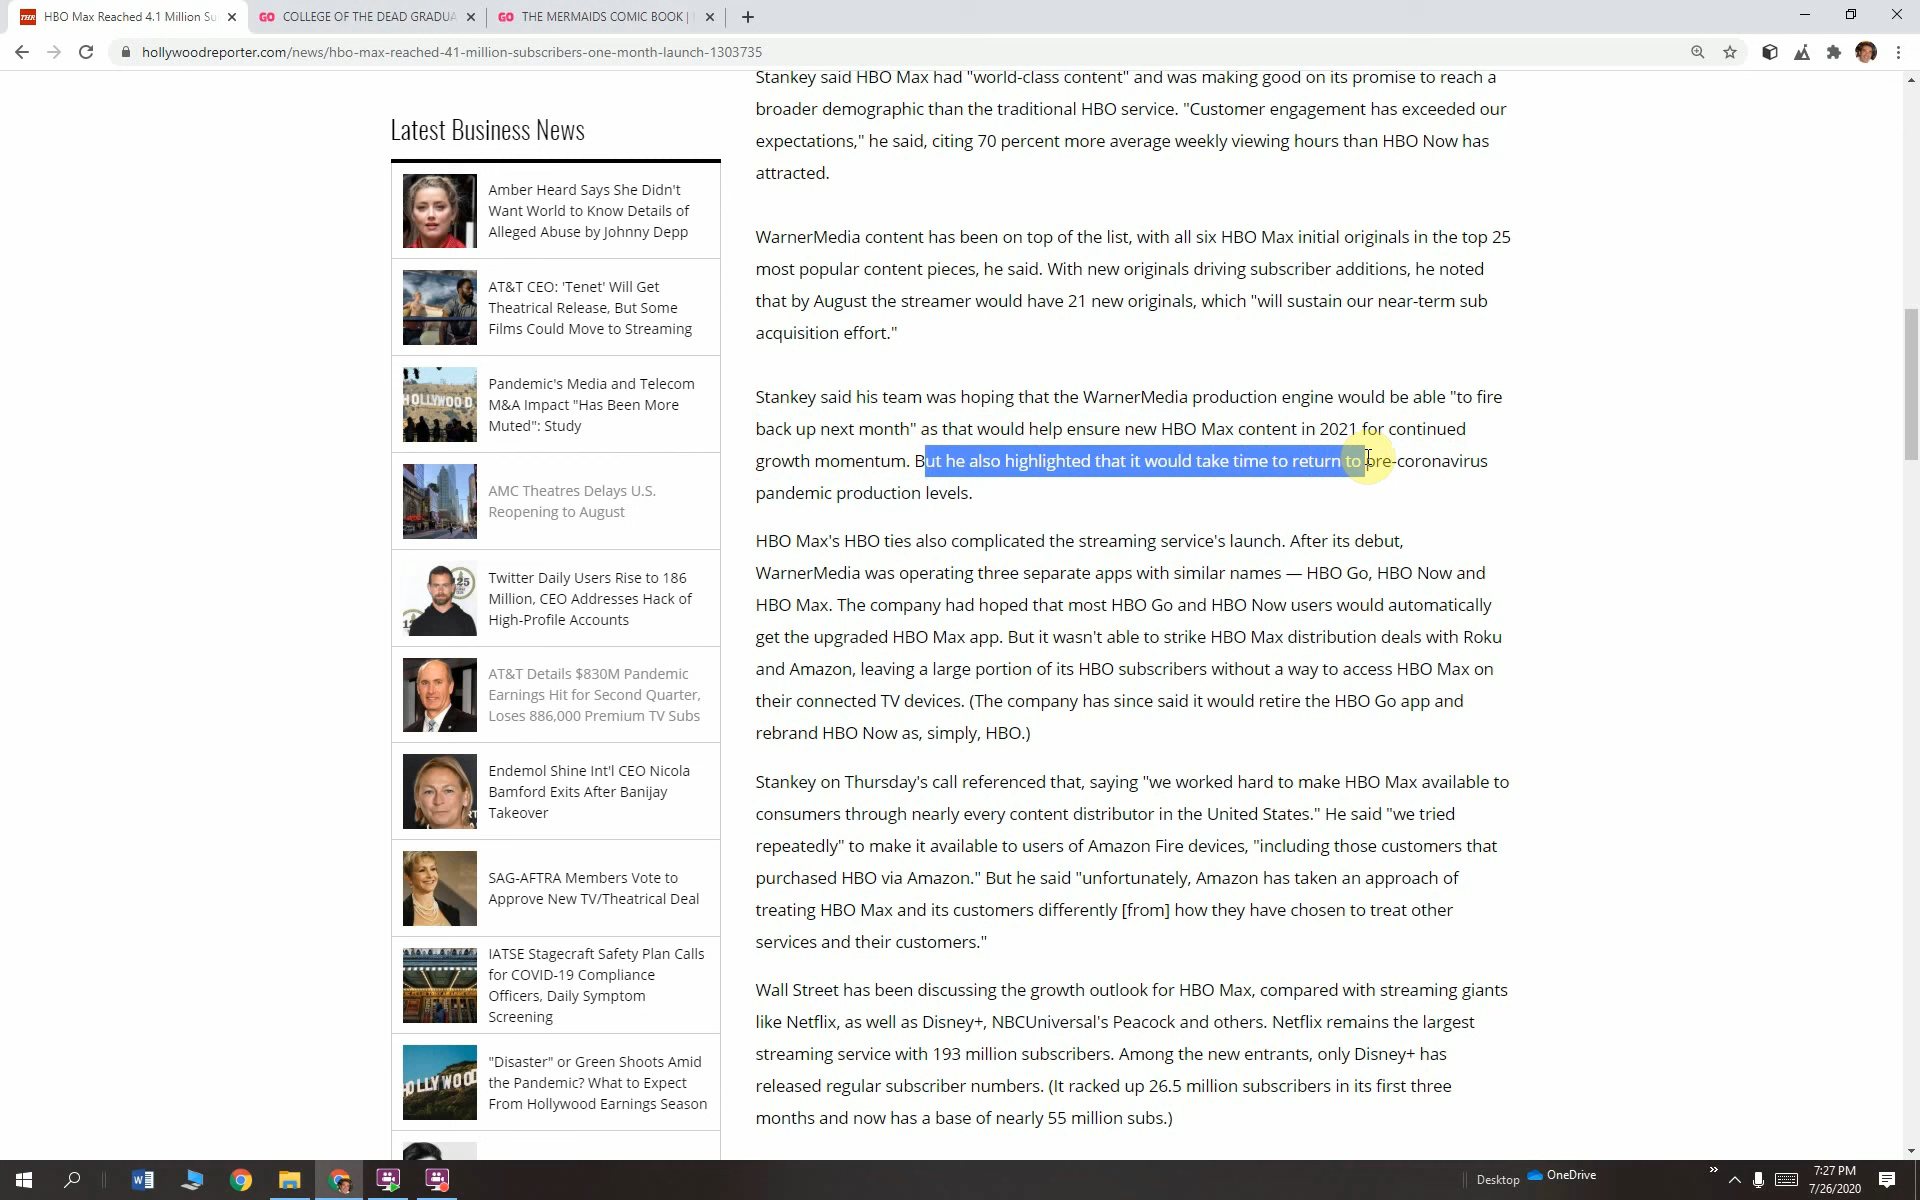 HBO Max Reached 4.1 Million Su
COLLEGE OF THE DEAD GRADUA
THE MERMAIDS COMIC BOOK |
hollywoodreporter.com/news/hbo-max-reached-41-million-subscribers-one-month-launch-1303735
Latest Business News
Amber Heard Says She Didn't
Want World to Know Details of
Alleged Abuse by Johnny Depp
AT&T CEO: 'Tenet' Will Get
Theatrical Release, But Some
Films Could Move to Streaming
Pandemic's Media and Telecom
M&A Impact "Has Been More
Muted": Study
AMC Theatres Delays U.S.
Reopening to August
Twitter Daily Users Rise to 186
Million, CEO Addresses Hack of
High-Profile Accounts
AT&T Details $830M Pandemic
Earnings Hit for Second Quarter,
Loses 886,000 Premium TV Subs
Endemol Shine Int'l CEO Nicola
Bamford Exits After Banijay
Takeover
SAG-AFTRA Members Vote to
Approve New TV/Theatrical Deal
IATSE Stagecraft Safety Plan Calls
for COVID-19 Compliance
Officers, Daily Symptom
Screening
"Disaster" or Green Shoots Amid
the Pandemic? What to Expect
From Hollywood Earnings Season
Stankey said HBO Max had "world-class content" and was making good on its promise to reach a
broader demographic than the traditional HBO service. "Customer engagement has exceeded our
expectations," he said, citing 70 percent more average weekly viewing hours than HBO Now has
attracted.
WarnerMedia content has been on top of the list, with all six HBO Max initial originals in the top 25
most popular content pieces, he said. With new originals driving subscriber additions, he noted
that by August the streamer would have 21 new originals, which "will sustain our near-term sub
acquisition effort."
Stankey said his team was hoping that the WarnerMedia production engine would be able "to fire
back up next month" as that would help ensure new HBO Max content in 2021 for continued
growth momentum. But he also highlighted that it would take time to return to pre-coronavirus
pandemic production levels.
HBO Max's HBO ties also complicated the streaming service's launch. After its debut,
WarnerMedia was operating three separate apps with similar names — HBO Go, HBO Now and
HBO Max. The company had hoped that most HBO Go and HBO Now users would automatically
get the upgraded HBO Max app. But it wasn't able to strike HBO Max distribution deals with Roku
and Amazon, leaving a large portion of its HBO subscribers without a way to access HBO Max on
their connected TV devices. (The company has since said it would retire the HBO Go app and
rebrand HBO Now as, simply, HBO.)
Stankey on Thursday's call referenced that, saying "we worked hard to make HBO Max available to
consumers through nearly every content distributor in the United States." He said "we tried
repeatedly" to make it available to users of Amazon Fire devices, "including those customers that
purchased HBO via Amazon." But he said "unfortunately, Amazon has taken an approach of
treating HBO Max and its customers differently [from] how they have chosen to treat other
services and their customers."
Wall Street has been discussing the growth outlook for HBO Max, compared with streaming giants
like Netflix, as well as Disney+, NBCUniversal's Peacock and others. Netflix remains the largest
streaming service with 193 million subscribers. Among the new entrants, only Disney+ has
released regular subscriber numbers. (It racked up 26.5 million subscribers in its first three
months and now has a base of nearly 55 million subs.)
Desktop
OneDrive
7:27 PM
7/26/2020